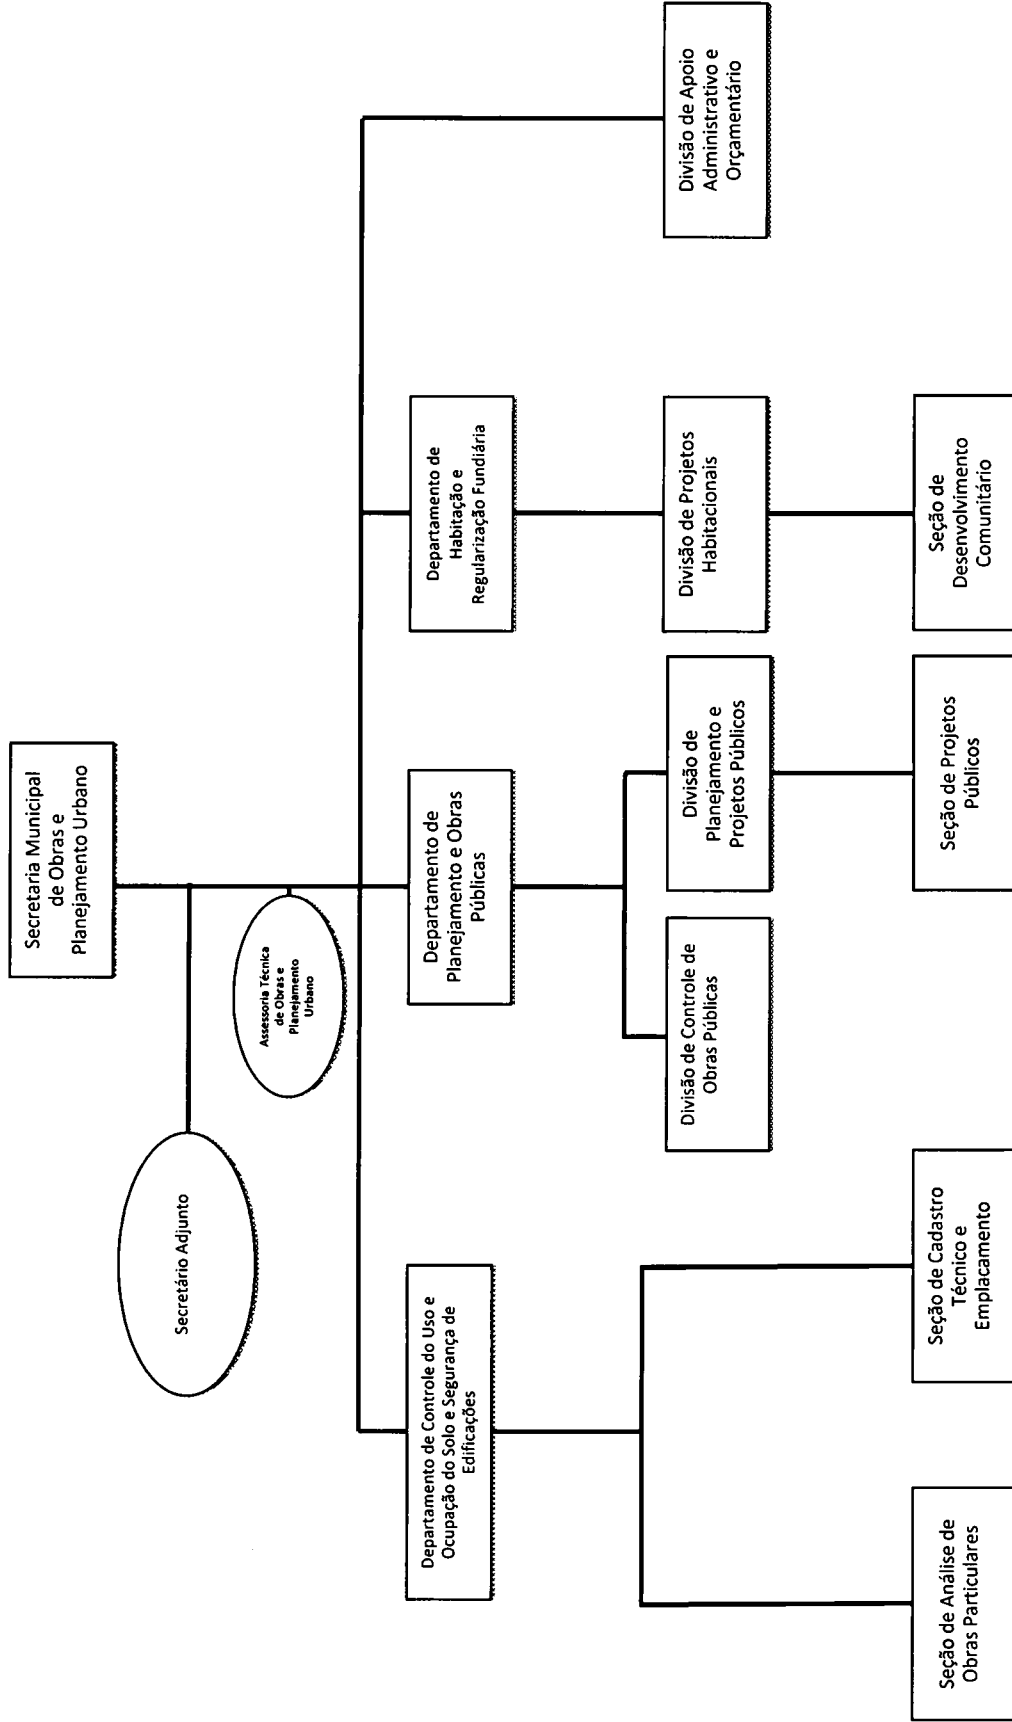 Secretaria Municipal
de Obras e
Planejamento Urbano
Secretário Adjunto
Assessoria Técnica
de Obras e
Planejamento
Urbano
Departamento de Controle do Uso e
Ocupação do Solo e Segurança de
Edificações
Departamento de
Planejamento e Obras
Públicas
Departamento de
Habitação e
Regularização Fundiária
Divisão de Controle de
Obras Públicas
Divisão de
Planejamento e
Projetos Públicos
Divisão de Projetos
Habitacionais
Divisão de Apoio
Administrativo e
Orçamentário
Seção de Análise de
Obras Particulares
Seção de Cadastro
Técnico e
Emplacamento
Seção de Projetos
Públicos
Seção de
Desenvolvimento
Comunitário